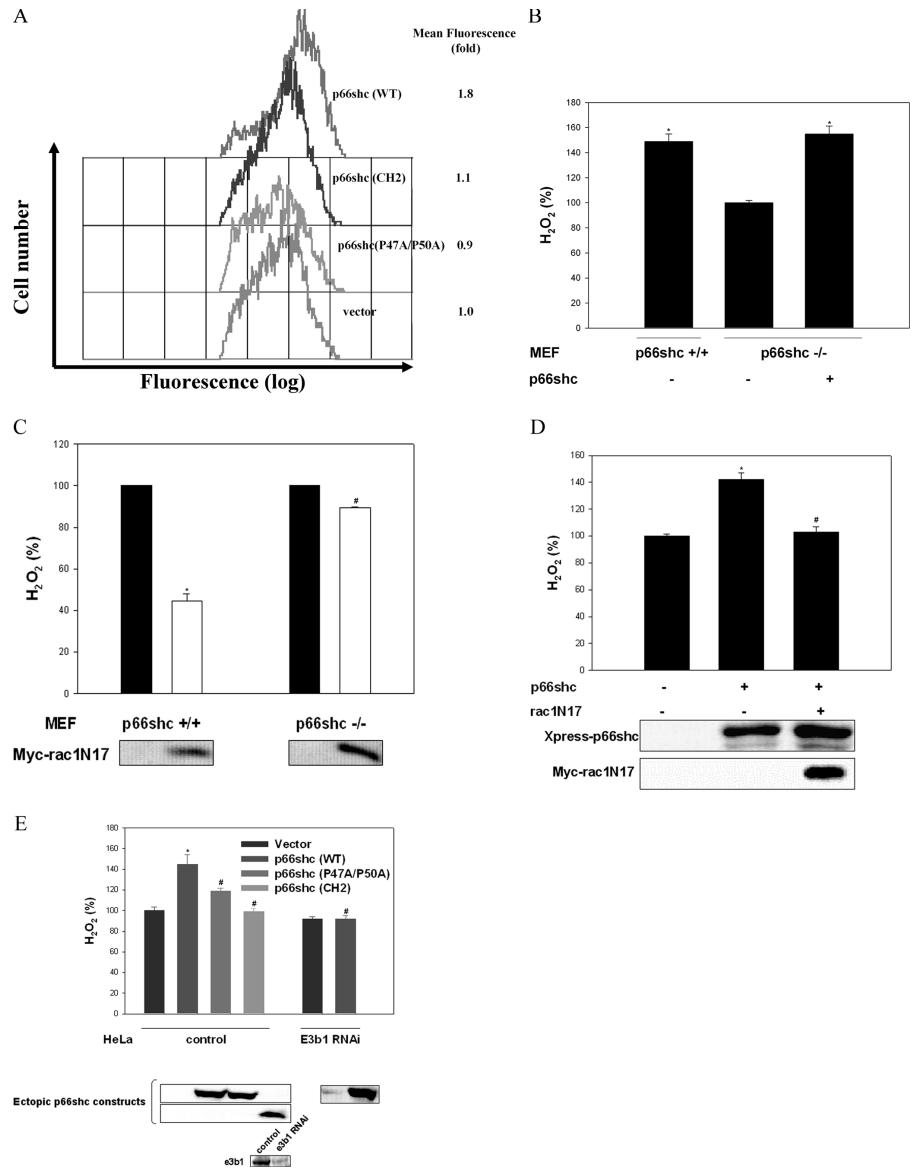 A
Mean Fluorescence
(fold)
p66shc (WT) 1.8
p66shc (CH2) 1.1
p66shc(P47A/P50A) 0.9
vector 1.0
Cell number
Fluorescence (log)
B
180
160
140
120
100
80
60
40
20
0
H2O2 (%)
* *
MEF p66shc +/+ p66shc -/-
p66shc - - +
C
120
100
80
60
40
20
0
H2O2 (%)
* #
MEF p66shc +/+ p66shc -/-
Myc-rac1N17
D
160
140
120
100
80
60
40
20
0
H2O2 (%)
* #
p66shc - + +
rac1N17 - - +
Xpress-p66shc
Myc-rac1N17
E
180
160
140
120
100
80
60
40
20
0
H2O2 (%)
* # # #
Vector
p66shc (WT)
p66shc (P47A/P50A)
p66shc (CH2)
HeLa control E3b1 RNAi
Ectopic p66shc constructs
control e3b1 RNAi
e3b1